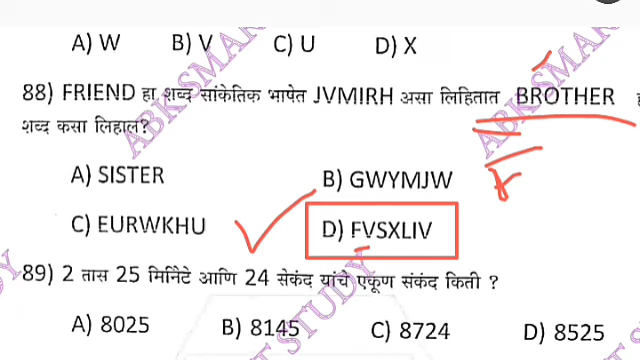 A) W B) V C) U D) X
88) FRIEND हा शब्द सांकेतिक भाषेत JVMIRH असा लिहितात BROTHER
शब्द कसा लिहाल?
A) SISTER B) GWYMJW
C) EURWKHU D) FVSXLIV
89) 2 तास 25 मिनिटे आणि 24 सेकंद यांचे एकूण संकंद किती ?
A) 8025 B) 8145 C) 8724 D) 8525